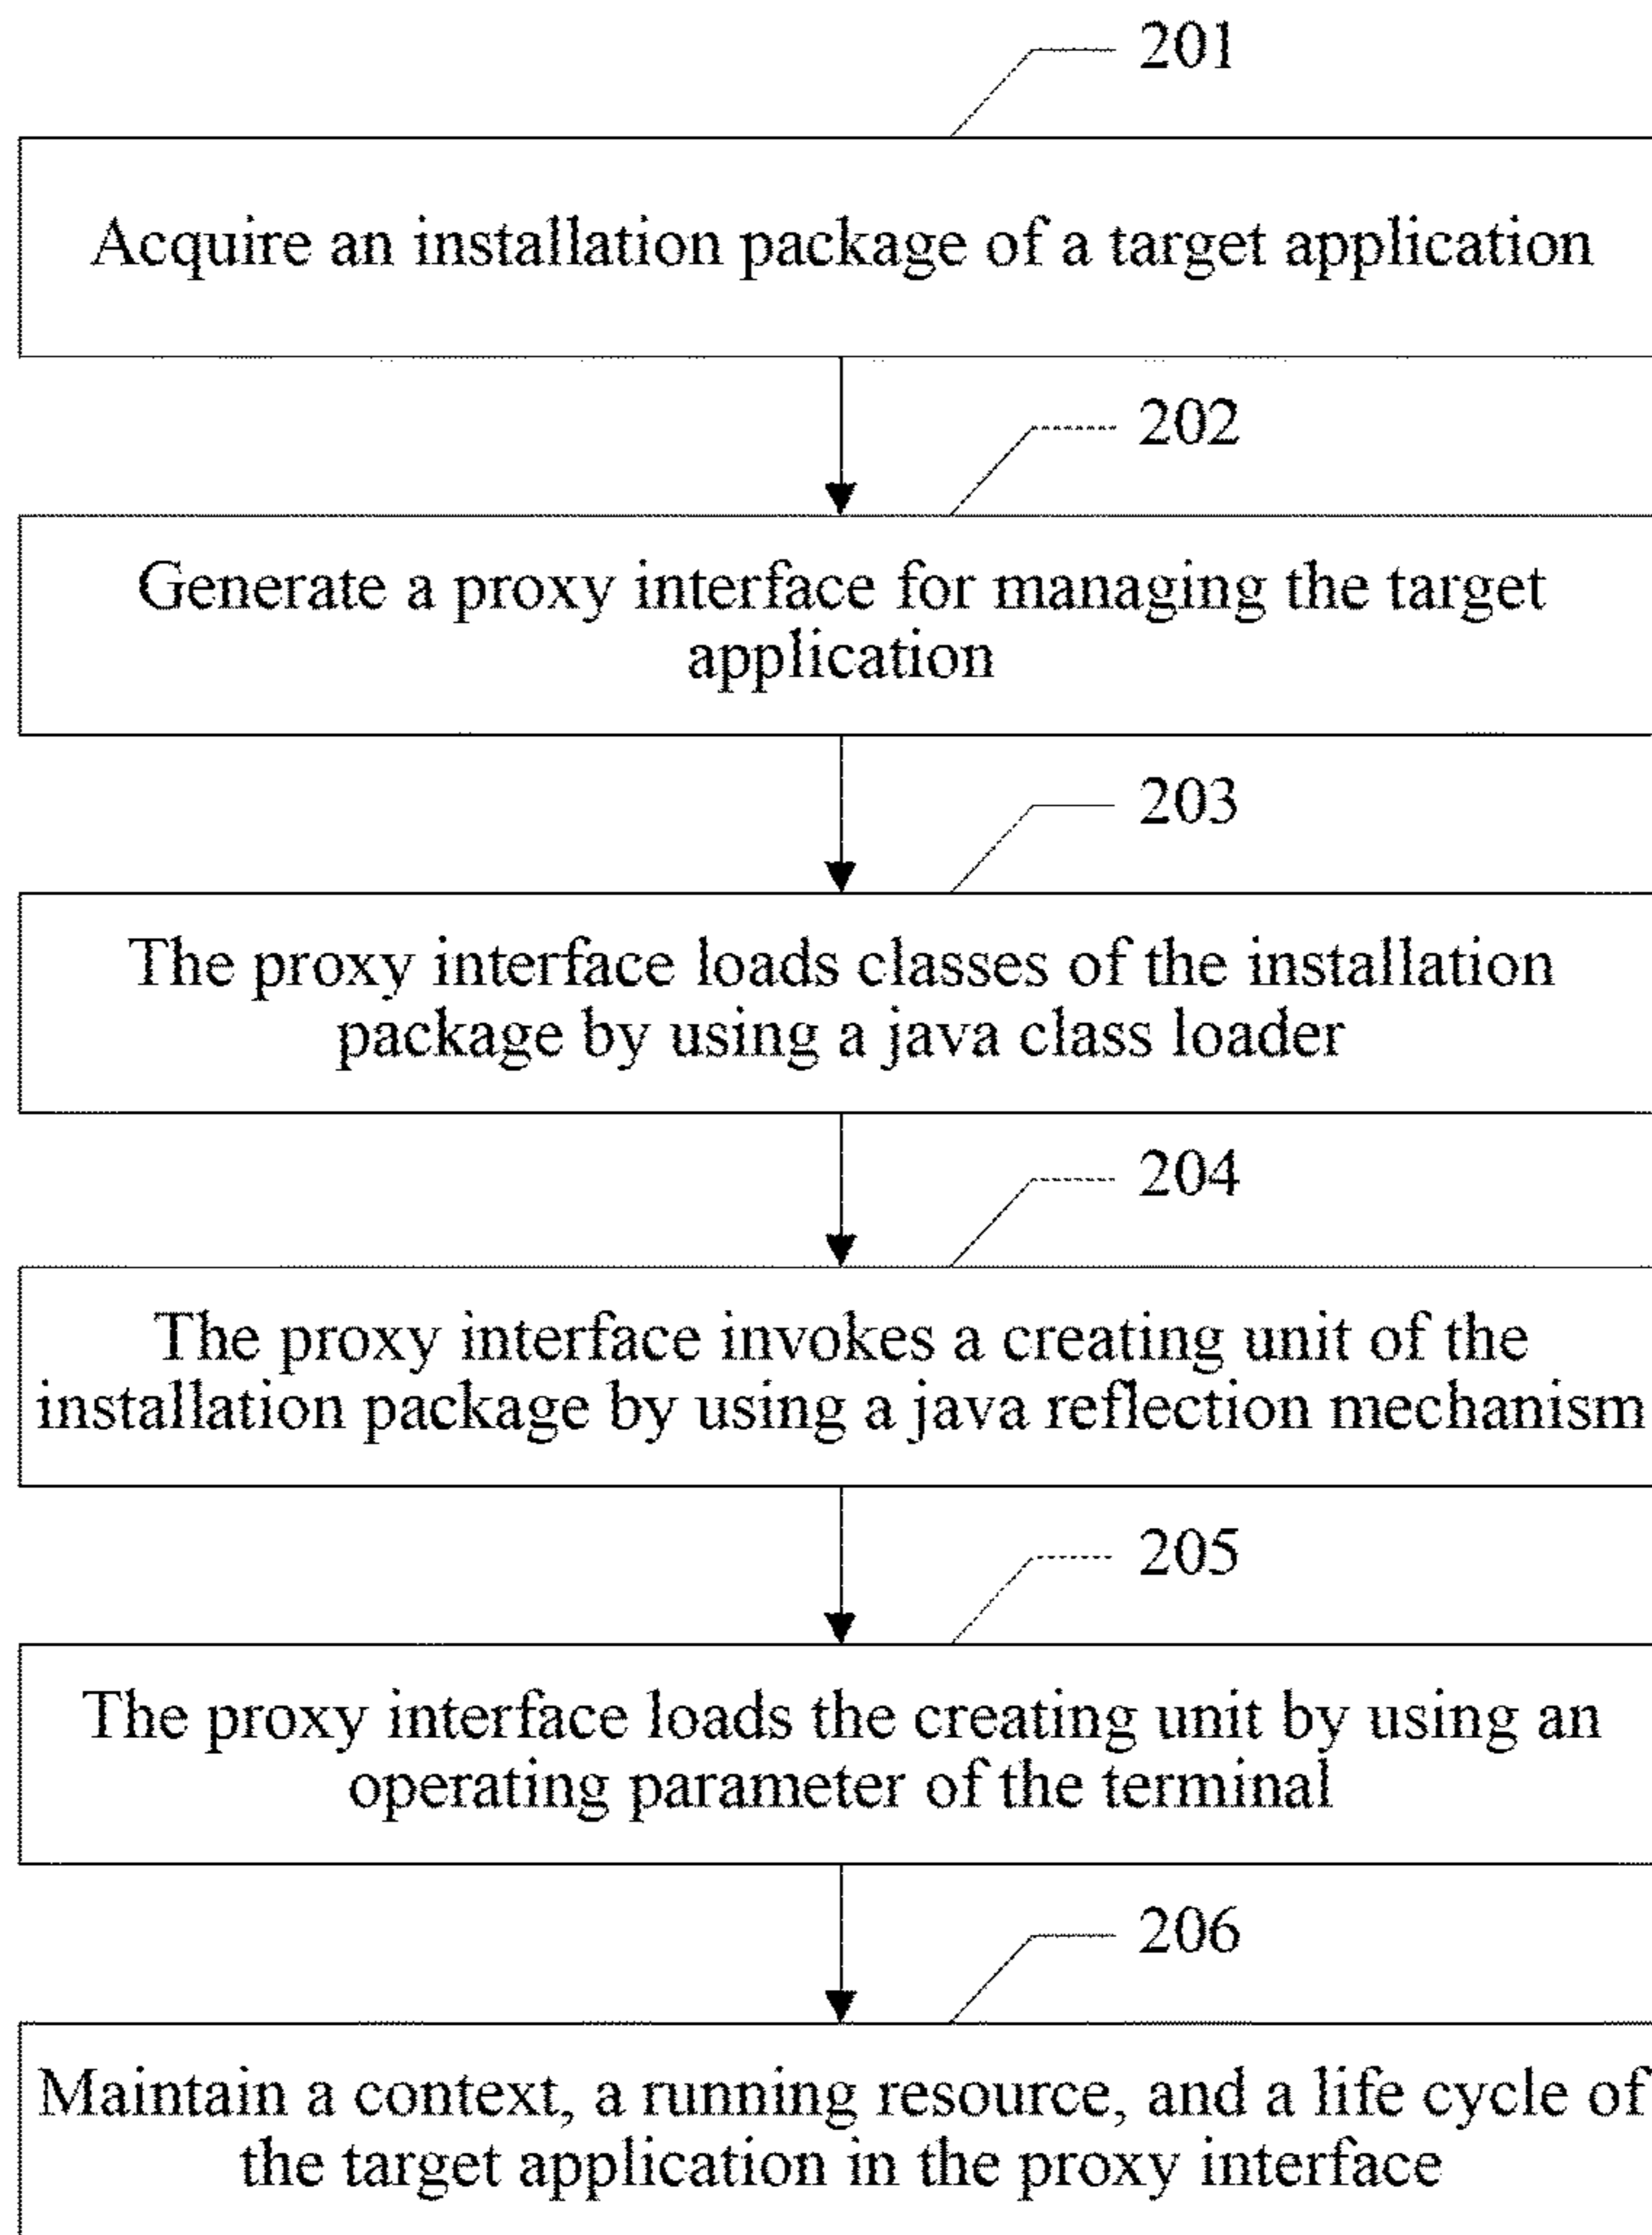 201
Acquire an installation package of a target application
202
Generate a proxy interface for managing the target
application
203
The proxy interface loads classes of the installation
package by using a java class loader
204
The proxy interface invokes a creating unit of the
installation package by using a java reflection mechanism
205
The proxy interface loads the creating unit by using an
operating parameter of the terminal
206
Maintain a context, a running resource, and a life cycle of
the target application in the proxy interface